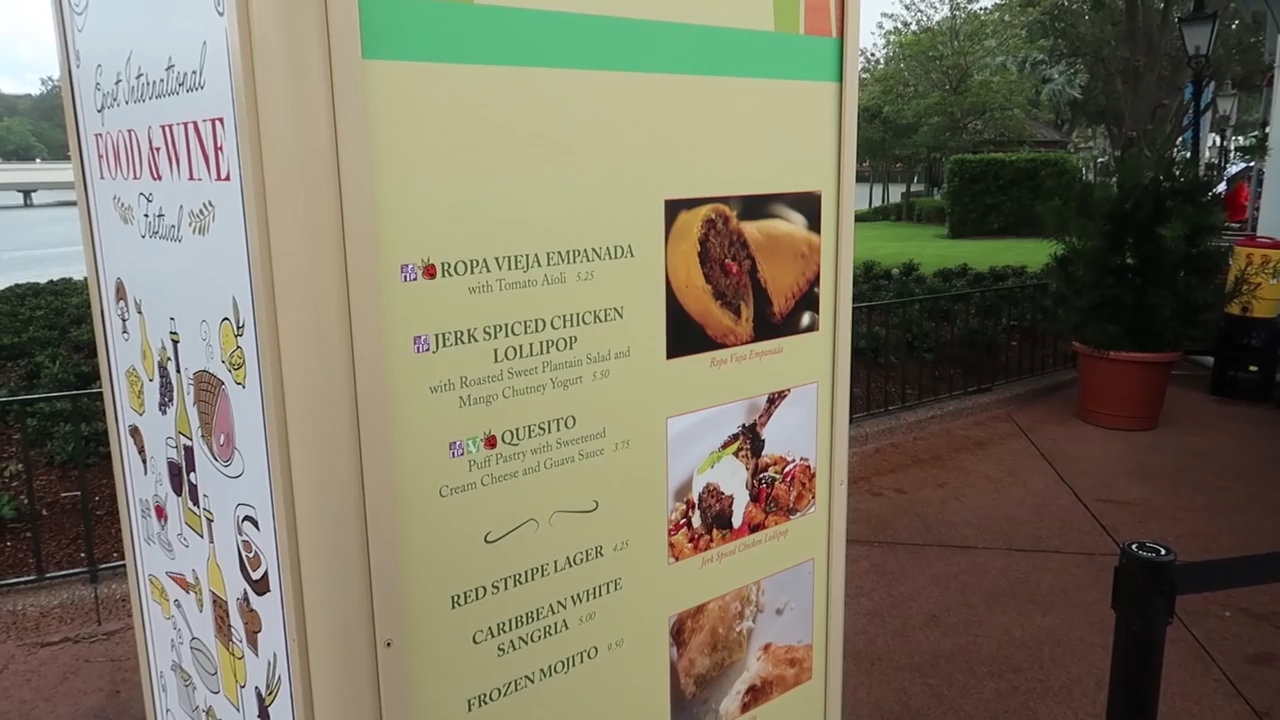 Epcot International
FOOD & WINE
Festival
ROPA VIEJA EMPANADA
with Tomato Aïoli 5.25
JERK SPICED CHICKEN
LOLLIPOP
with Roasted Sweet Plantain Salad and
Mango Chutney Yogurt 5.50
QUESITO
Puff Pastry with Sweetened
Cream Cheese and Guava Sauce 3.75
RED STRIPE LAGER 4.25
CARIBBEAN WHITE
SANGRIA 5.00
FROZEN MOJITO 9.50
Ropa Vieja Empanada
Jerk Spiced Chicken Lollipop